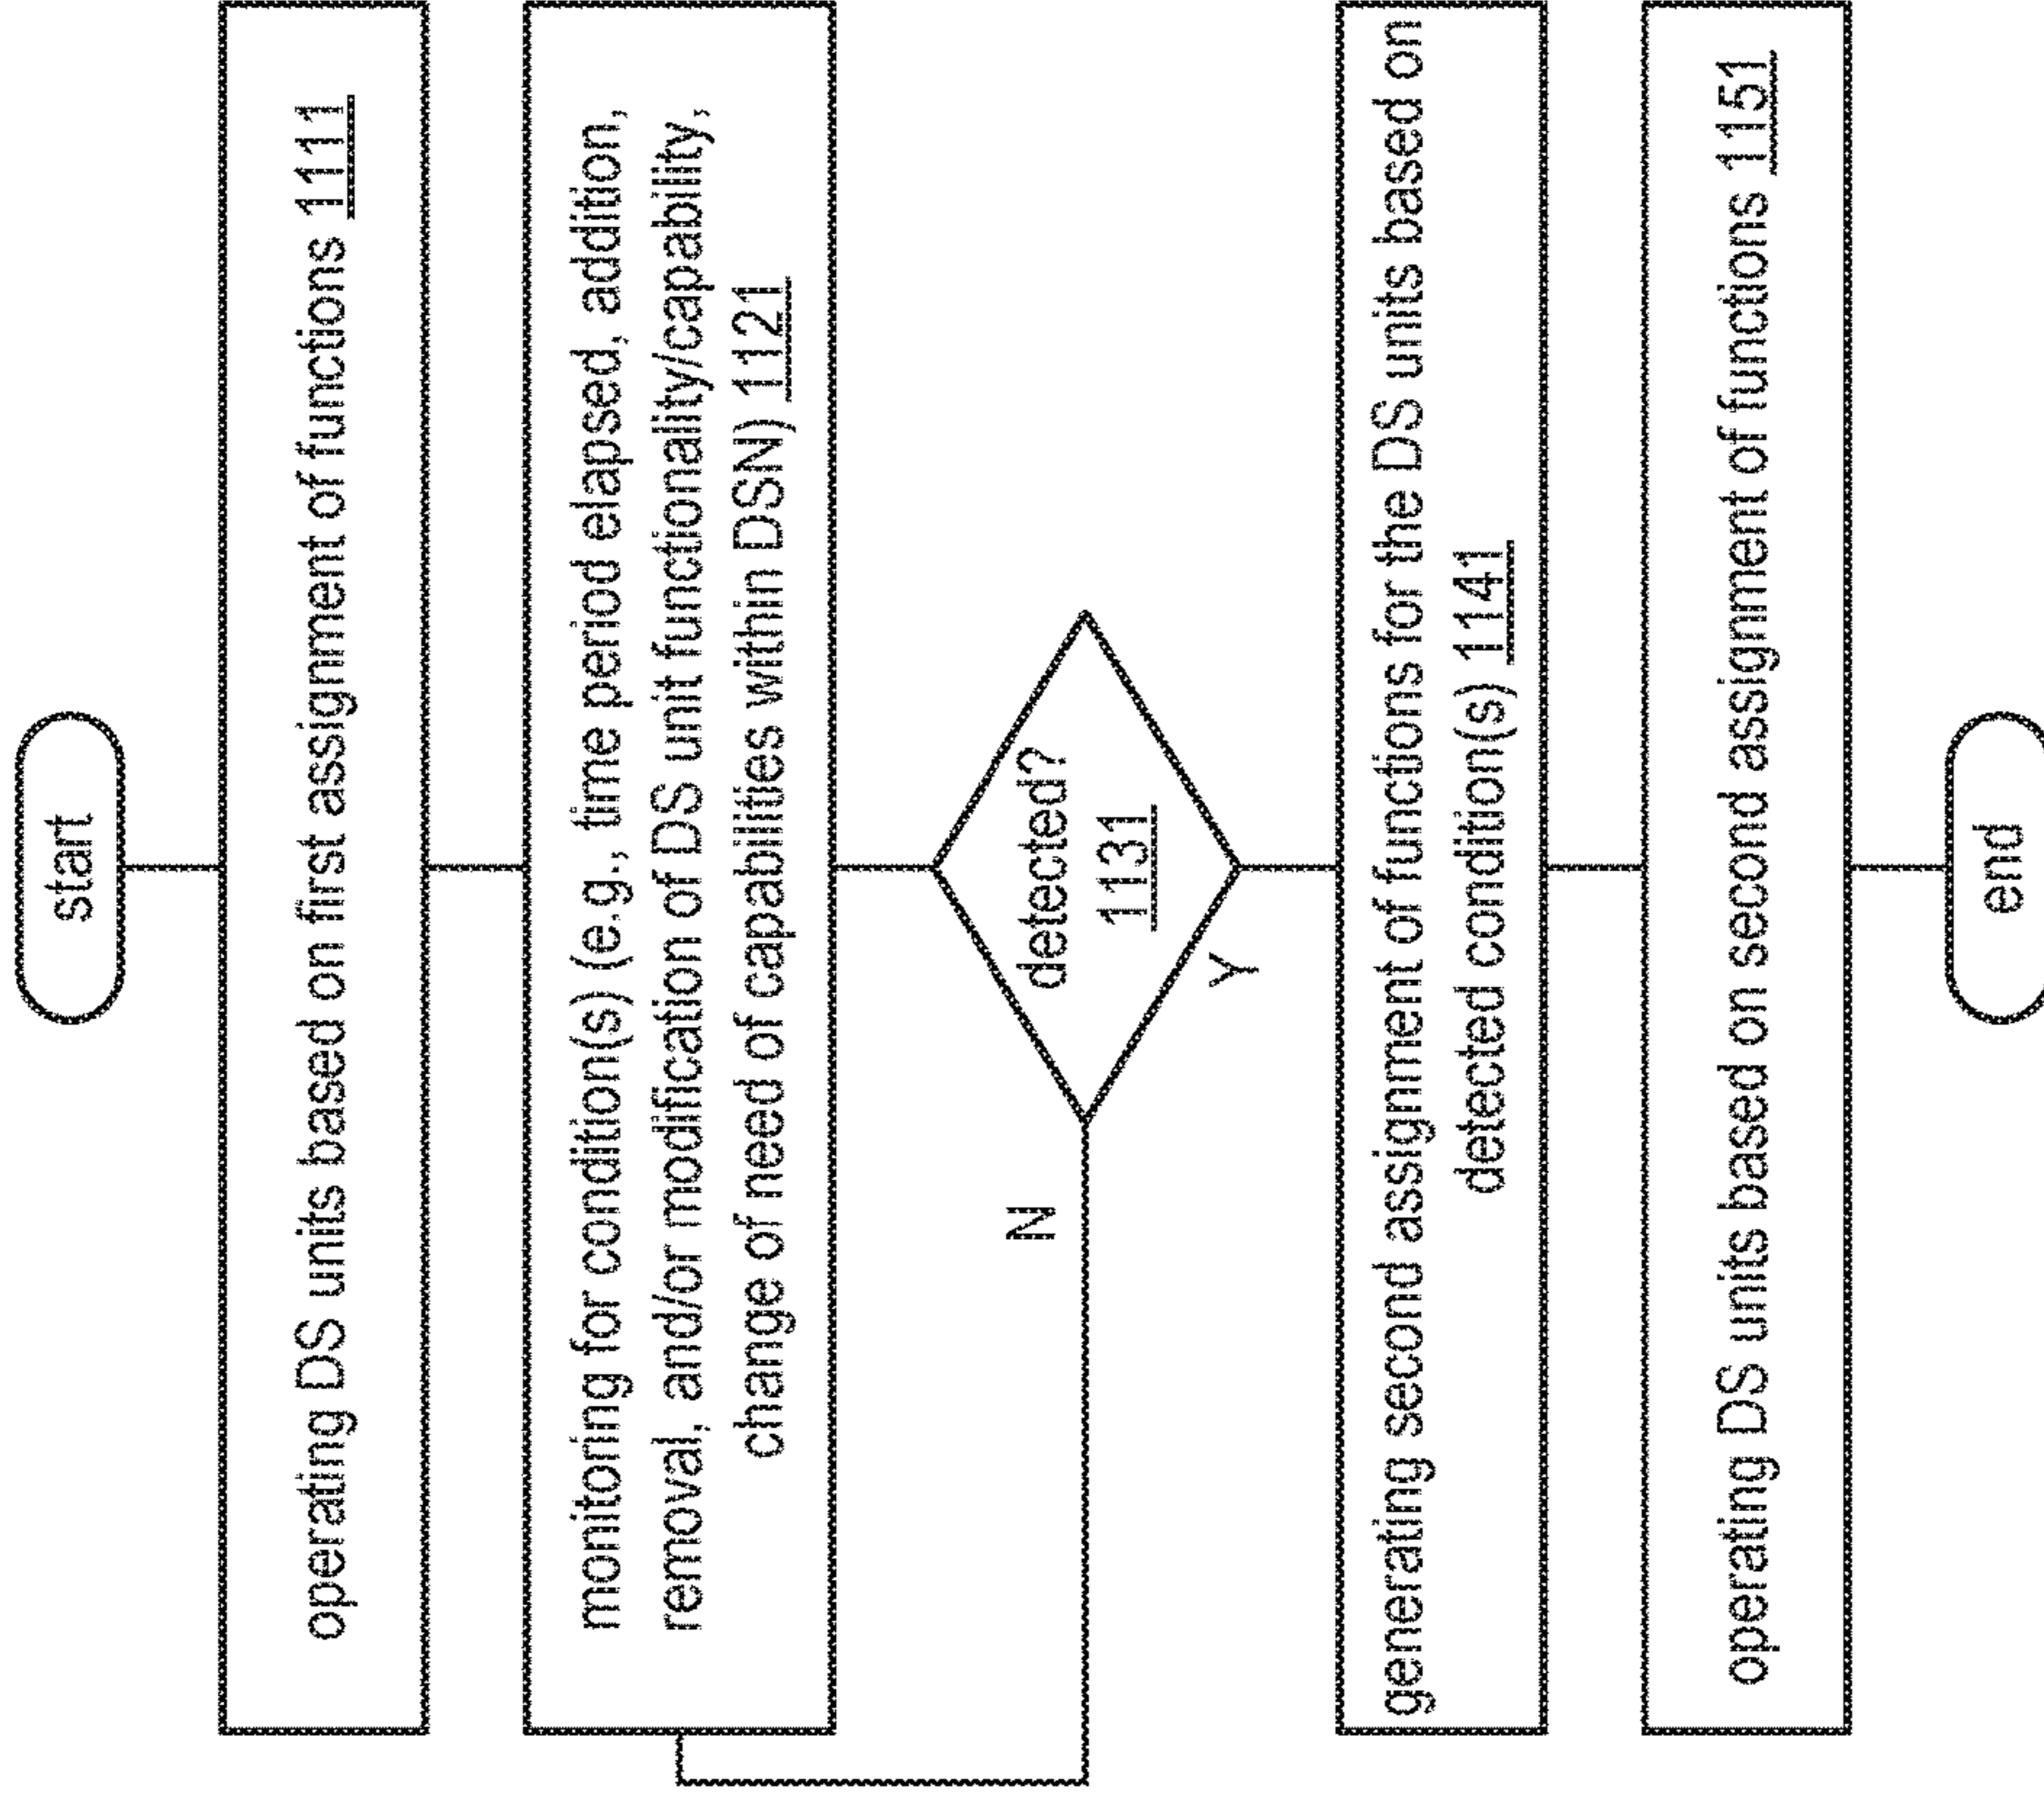 start
operating DS units based on first assignment of functions 1111
monitoring for condition(s) (e.g., time period elapsed, addition,
removal, and/or modification of DS unit functionality/capability,
change of need of capabilities within DSN) 1121
detected?
1131
N
Y
generating second assignment of functions for the DS units based on
detected condition(s) 1141
operating DS units based on second assignment of functions 1151
end